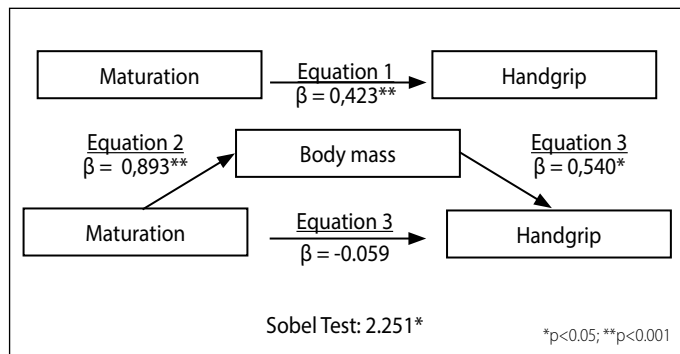 Maturation
Equation 1
β = 0,423**
Handgrip
Equation 2
β = 0,893**
Body mass
Equation 3
β = 0,540*
Maturation
Equation 3
β = -0.059
Handgrip
Sobel Test: 2.251*
*p<0.05; **p<0.001